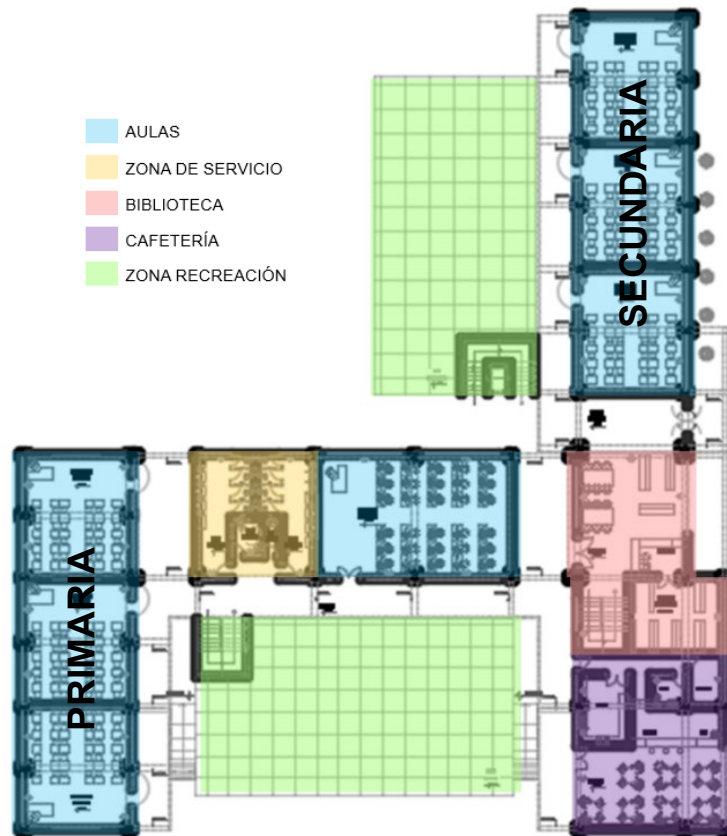 AULAS
ZONA DE SERVICIO
BIBLIOTECA
CAFETERÍA
ZONA RECREACIÓN
SECUNDARIA
PRIMARIA